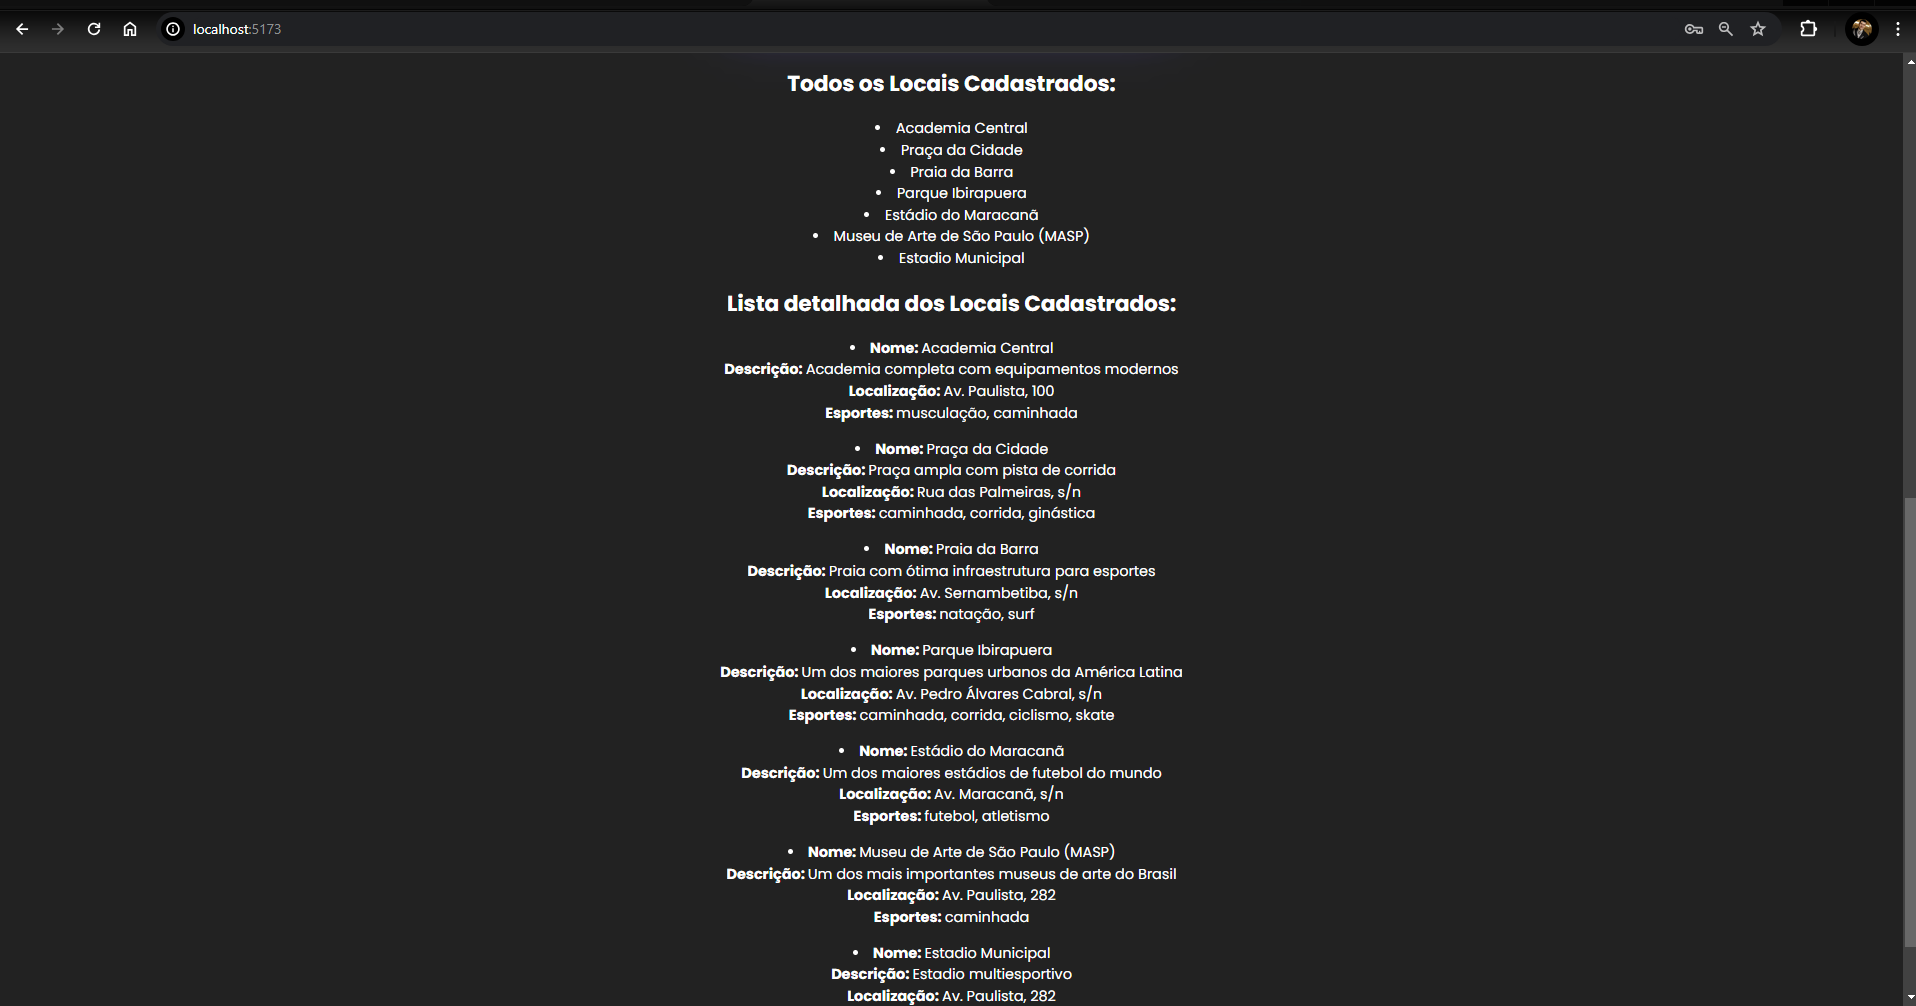 localhost:5173
Todos os Locais Cadastrados:
• Academia Central
• Praça da Cidade
• Praia da Barra
• Parque Ibirapuera
• Estádio do Maracanã
• Museu de Arte de São Paulo (MASP)
• Estadio Municipal
Lista detalhada dos Locais Cadastrados:
• Nome: Academia Central
Descrição: Academia completa com equipamentos modernos
Localização: Av. Paulista, 100
Esportes: musculação, caminhada
• Nome: Praça da Cidade
Descrição: Praça ampla com pista de corrida
Localização: Rua das Palmeiras, s/n
Esportes: caminhada, corrida, ginástica
• Nome: Praia da Barra
Descrição: Praia com ótima infraestrutura para esportes
Localização: Av. Sernambetiba, s/n
Esportes: natação, surf
• Nome: Parque Ibirapuera
Descrição: Um dos maiores parques urbanos da América Latina
Localização: Av. Pedro Álvares Cabral, s/n
Esportes: caminhada, corrida, ciclismo, skate
• Nome: Estádio do Maracanã
Descrição: Um dos maiores estádios de futebol do mundo
Localização: Av. Maracanã, s/n
Esportes: futebol, atletismo
• Nome: Museu de Arte de São Paulo (MASP)
Descrição: Um dos mais importantes museus de arte do Brasil
Localização: Av. Paulista, 282
Esportes: caminhada
• Nome: Estadio Municipal
Descrição: Estadio multiesportivo
Localização: Av. Paulista, 282